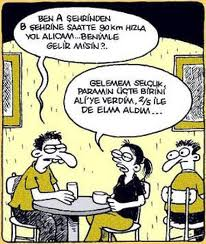 BEN A ŞEHRİNDEN
B ŞEHRİNE SAATTE 90 KM HIZLA
YOL ALICAM...BENİMLE
GELİR MİSİN?.
GELEMEM SELÇUK,
PARAMIN ÜÇTE BİRİNİ
ALİ'YE VERDİM, 2/5 İLE
DE ELMA ALDIM...